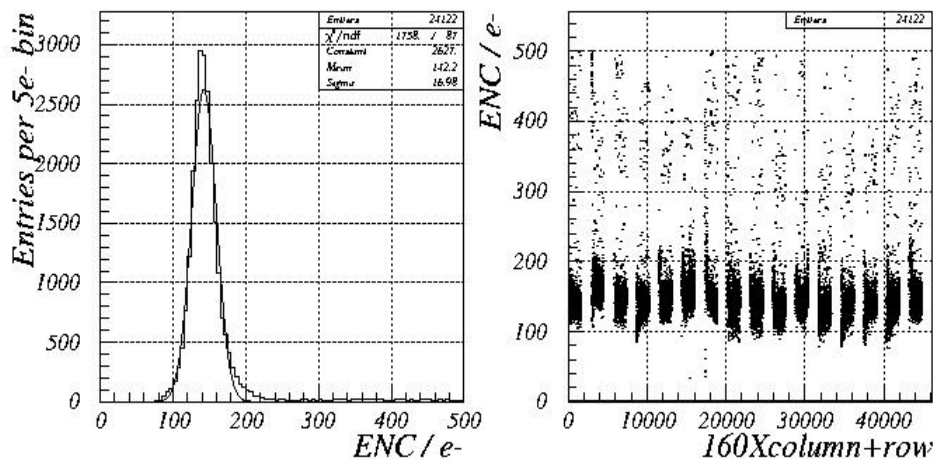 Entries 24122
χ²/ndf 1758. / 87
Constant 2627.
Mean 142.2
Sigma 16.98
Entries per 5e- bin
3000
2500
2000
1500
1000
500
0
0 100 200 300 400 500
ENC / e-
Entries 24122
ENC / e-
500
400
300
200
100
0
0 10000 20000 30000 40000
160Xcolumn+row